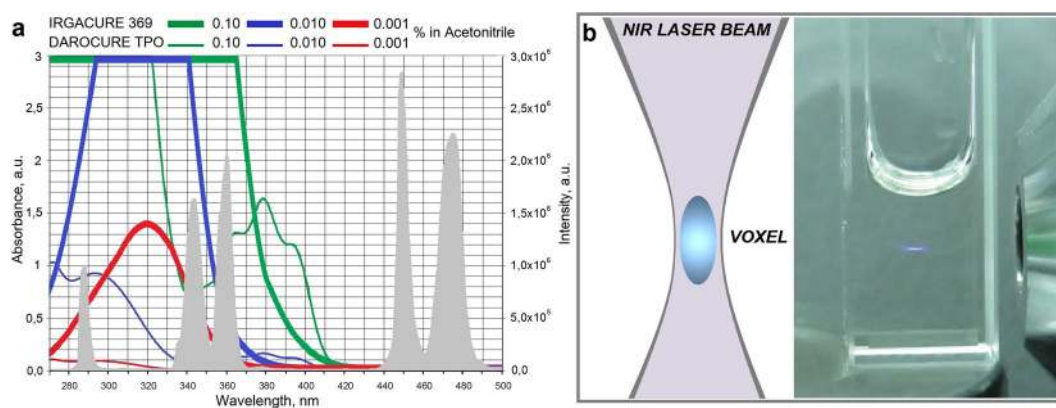 a
IRGACURE 369 0.10 0.010 0.001 % in Acetonitrile
DAROCURE TPO 0.10 0.010 0.001
3 3,0x10⁶
2,5 2,5x10⁶
2 2,0x10⁶
1,5 1,5x10⁶
1 1,0x10⁶
0,5 5,0x10⁶
0,0 0,0
Absorbance, a.u.
Intensity, a.u.
280 300 320 340 360 380 400 420 440 460 480 500
Wavelength, nm
b
NIR LASER BEAM
VOXEL